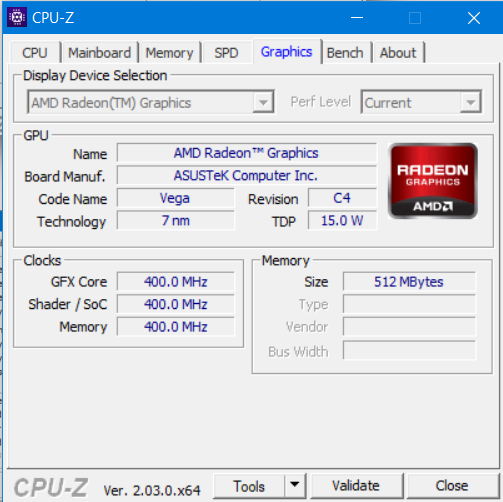 CPU-Z
CPU Mainboard Memory SPD Graphics Bench About
Display Device Selection
AMD Radeon(TM) Graphics Perf Level Current
GPU
Name AMD Radeon™ Graphics
Board Manuf. ASUSTeK Computer Inc.
Code Name Vega Revision C4
Technology 7 nm TDP 15.0 W
RADEON
GRAPHICS
AMD
Clocks
GFX Core 400.0 MHz
Shader / SoC 400.0 MHz
Memory 400.0 MHz
Memory
Size 512 MBytes
Type
Vendor
Bus Width
CPU-Z Ver. 2.03.0.x64 Tools Validate Close